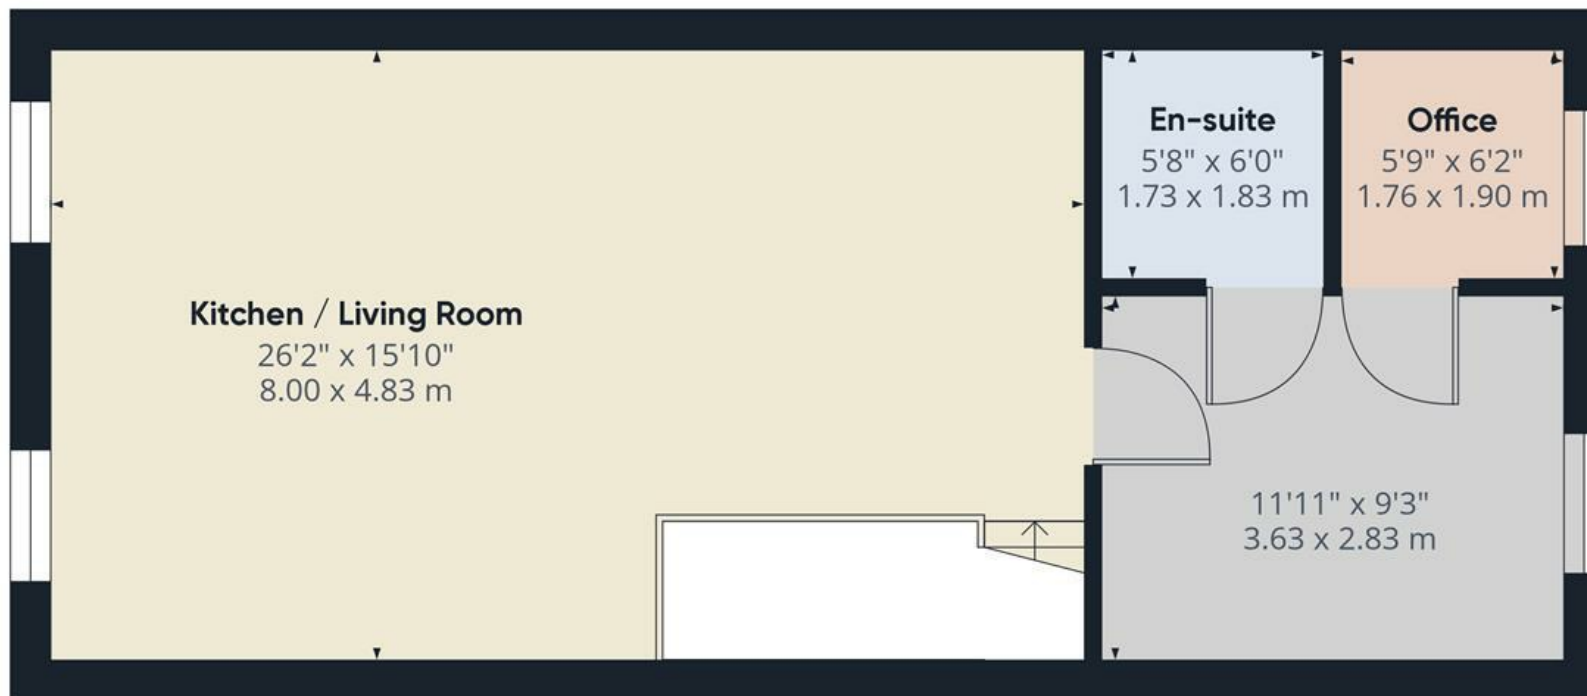 Kitchen / Living Room
26'2" x 15'10"
8.00 x 4.83 m
En-suite
5'8" x 6'0"
1.73 x 1.83 m
Office
5'9" x 6'2"
1.76 x 1.90 m
11'11" x 9'3"
3.63 x 2.83 m